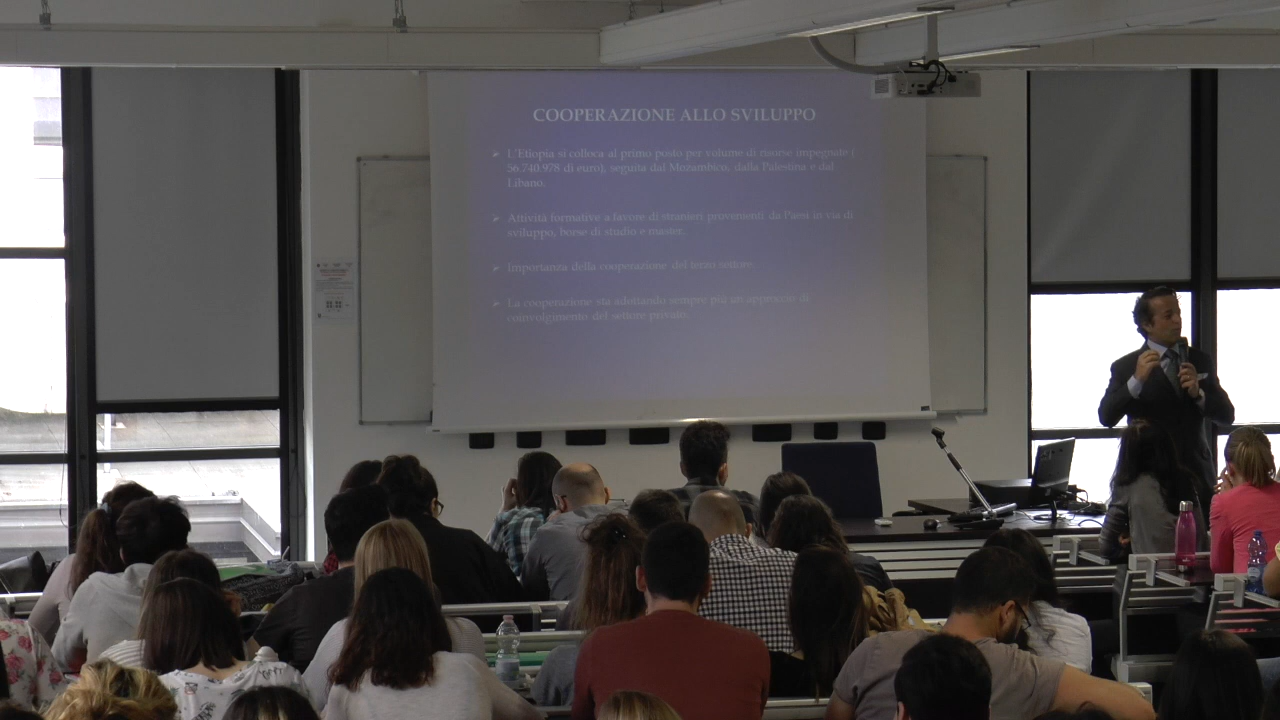 COOPERAZIONE ALLO SVILUPPO
L'Etiopia si colloca al primo posto per volume di risorse impegnate (
56.740.978 di euro), seguita dal Mozambico, dalla Palestina e dal
Libano.
Attività formative a favore di stranieri provenienti da Paesi in via di
sviluppo, borse di studio e master.
Importanza della cooperazione del terzo settore.
La cooperazione sta adottando sempre più un approccio di
coinvolgimento del settore privato.